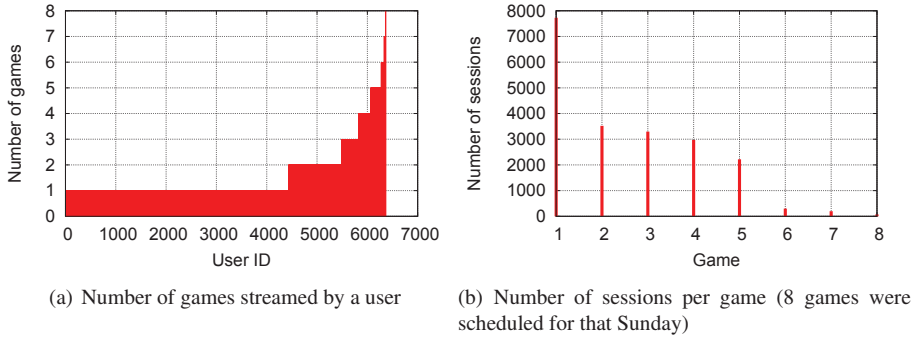 8
7
6
5
4
3
2
1
0
Number of games
0 1000 2000 3000 4000 5000 6000 7000
User ID
(a) Number of games streamed by a user
8000
7000
6000
5000
4000
3000
2000
1000
0
Number of sessions
1 2 3 4 5 6 7 8
Game
(b) Number of sessions per game (8 games were
scheduled for that Sunday)